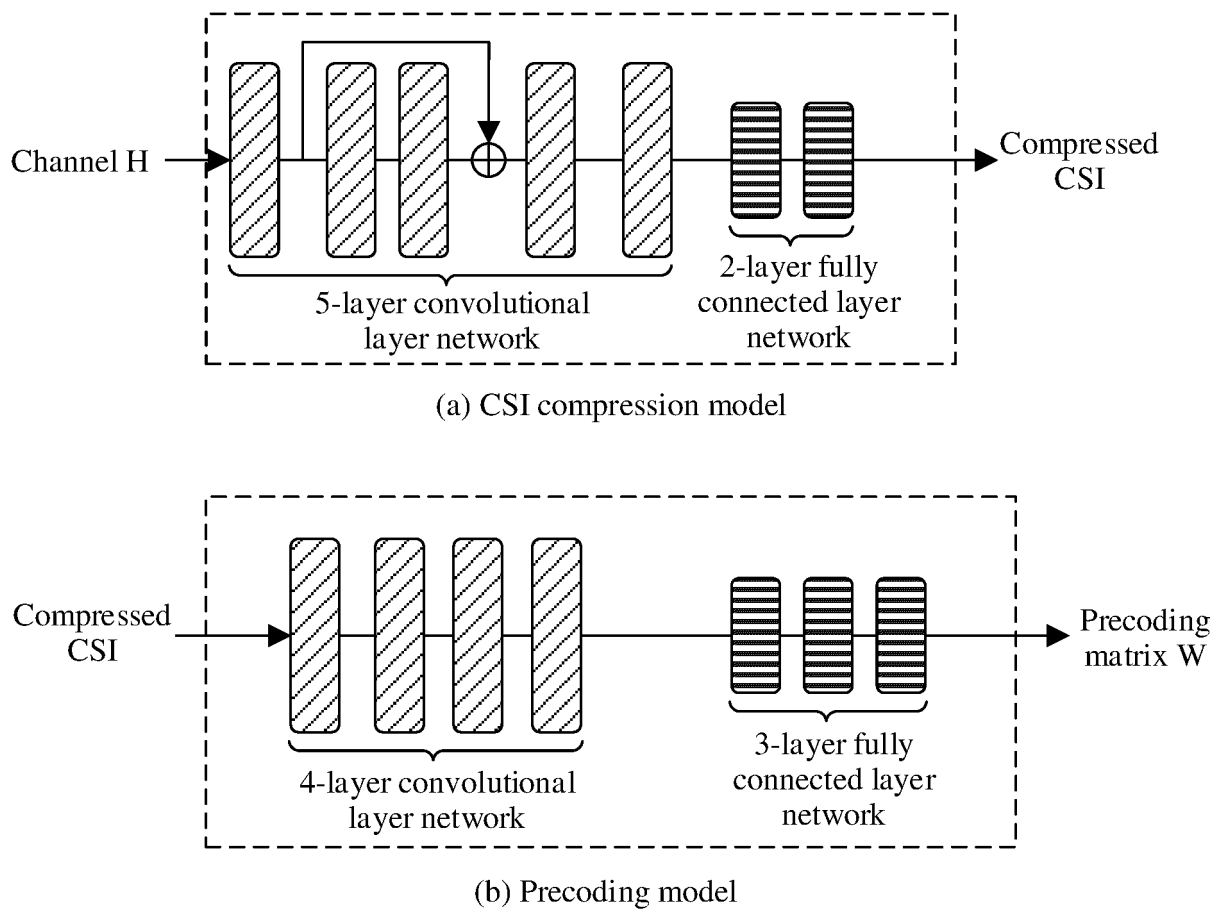 Channel H
Compressed
CSI
5-layer convolutional
layer network
2-layer fully
connected layer
network
(a) CSI compression model
Compressed
CSI
Precoding
matrix W
4-layer convolutional
layer network
3-layer fully
connected layer
network
(b) Precoding model